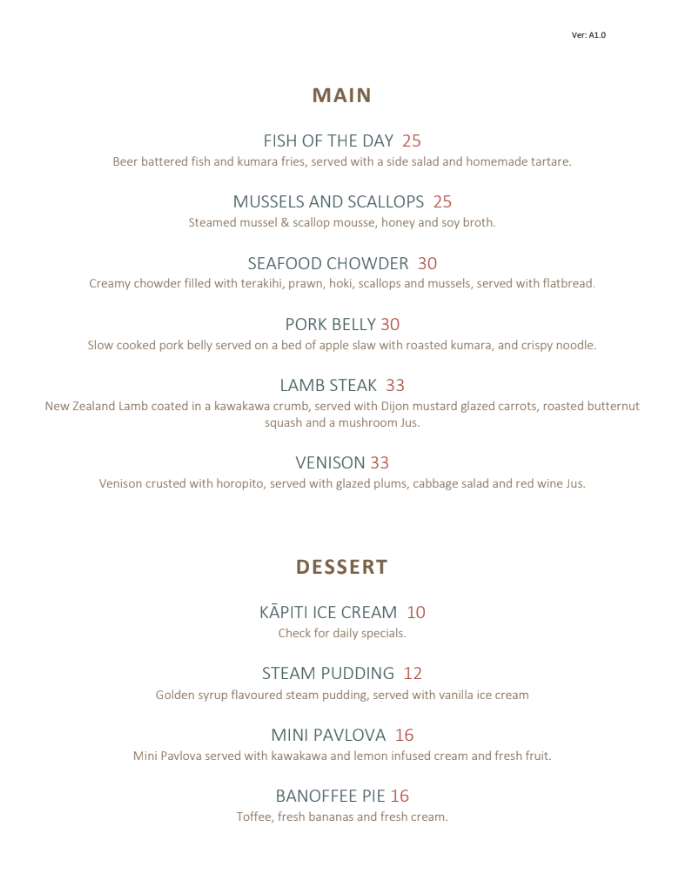 Ver: A1.0
MAIN
FISH OF THE DAY 25
Beer battered fish and kumara fries, served with a side salad and homemade tartare.
MUSSELS AND SCALLOPS 25
Steamed mussel & scallop mousse, honey and soy broth.
SEAFOOD CHOWDER 30
Creamy chowder filled with terakihi, prawn, hoki, scallops and mussels, served with flatbread.
PORK BELLY 30
Slow cooked pork belly served on a bed of apple slaw with roasted kumara, and crispy noodle.
LAMB STEAK 33
New Zealand Lamb coated in a kawakawa crumb, served with Dijon mustard glazed carrots, roasted butternut
squash and a mushroom Jus.
VENISON 33
Venison crusted with horopito, served with glazed plums, cabbage salad and red wine Jus.
DESSERT
KĀPITI ICE CREAM 10
Check for daily specials.
STEAM PUDDING 12
Golden syrup flavoured steam pudding, served with vanilla ice cream
MINI PAVLOVA 16
Mini Pavlova served with kawakawa and lemon infused cream and fresh fruit.
BANOFFEE PIE 16
Toffee, fresh bananas and fresh cream.